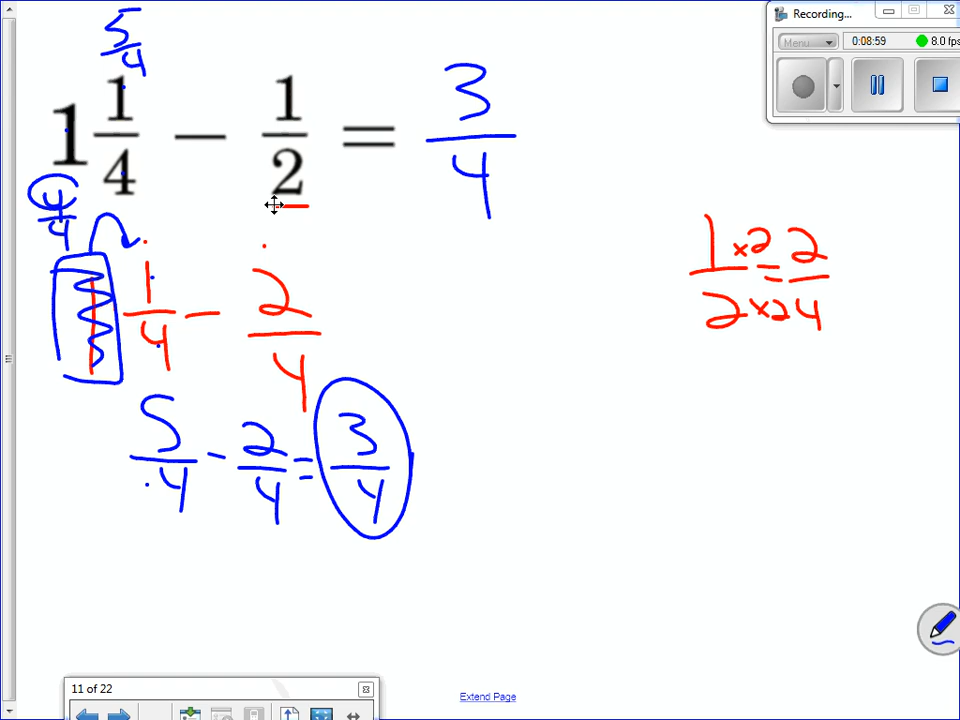 5/4
1 1/4 − 1/2 = 3/4
4/4
1 1/4 − 2/4
5/4 − 2/4 = 3/4
1 ×2 = 2
2 ×2 4
Recording...
Menu
0:08:59
8.0 fps
11 of 22
Extend Page